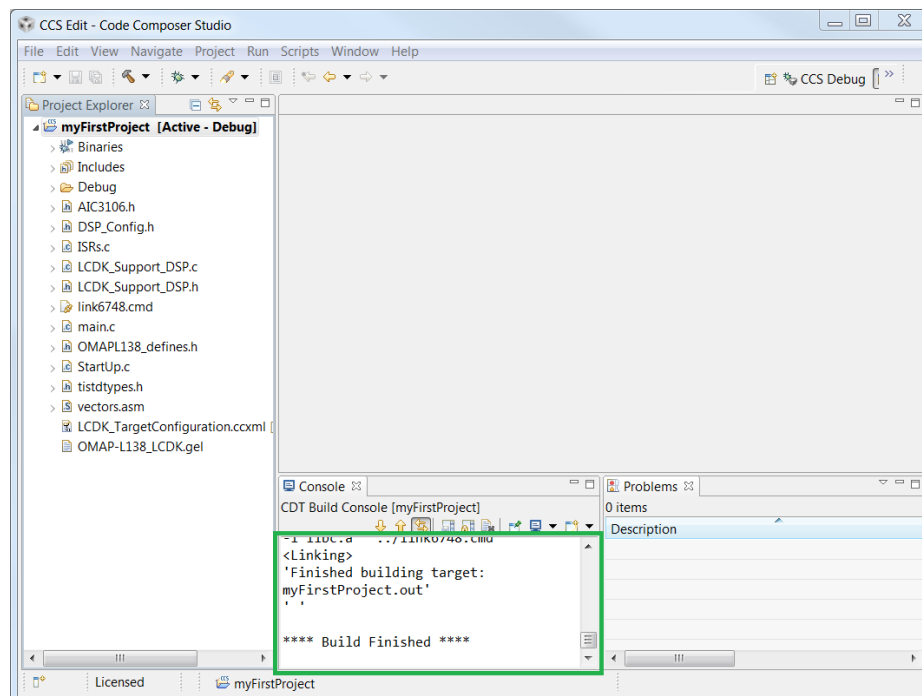 CCS Edit - Code Composer Studio
File Edit View Navigate Project Run Scripts Window Help
CCS Debug
Project Explorer
myFirstProject [Active - Debug]
Binaries
Includes
Debug
AIC3106.h
DSP_Config.h
ISRs.c
LCDK_Support_DSP.c
LCDK_Support_DSP.h
link6748.cmd
main.c
OMAPL138_defines.h
StartUp.c
tistdtypes.h
vectors.asm
LCDK_TargetConfiguration.ccxml [
OMAP-L138_LCDK.gel
Console
CDT Build Console [myFirstProject]
-l libc.a "../link6748.cmd"
<Linking>
'Finished building target:
myFirstProject.out'
' '
**** Build Finished ****
Problems
0 items
Description
Licensed
myFirstProject